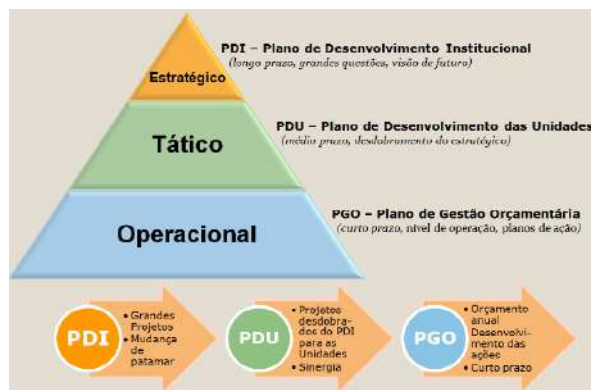 PDI – Plano de Desenvolvimento Institucional
(longo prazo, grandes questões, visão de futuro)
Estratégico
PDU – Plano de Desenvolvimento das Unidades
(médio prazo, desdobramento do estratégico)
Tático
PGO – Plano de Gestão Orçamentária
(curto prazo, nível de operação, planos de ação)
Operacional
PDI
• Grandes
Projetos
• Mudança
de
patamar
PDU
• Projetos
desdobra-
dos do PDI
para as
Unidades
• Sinergia
PGO
• Orçamento
anual
Desenvolvi-
mento das
ações
• Curto prazo